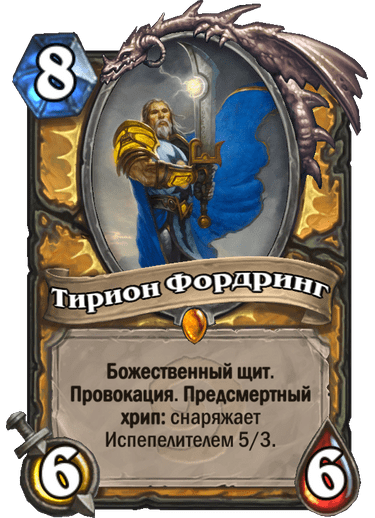 8
Тирион Фордринг
Божественный щит.
Провокация. Предсмертный
хрип: снаряжает
Испепелителем 5/3.
6
6